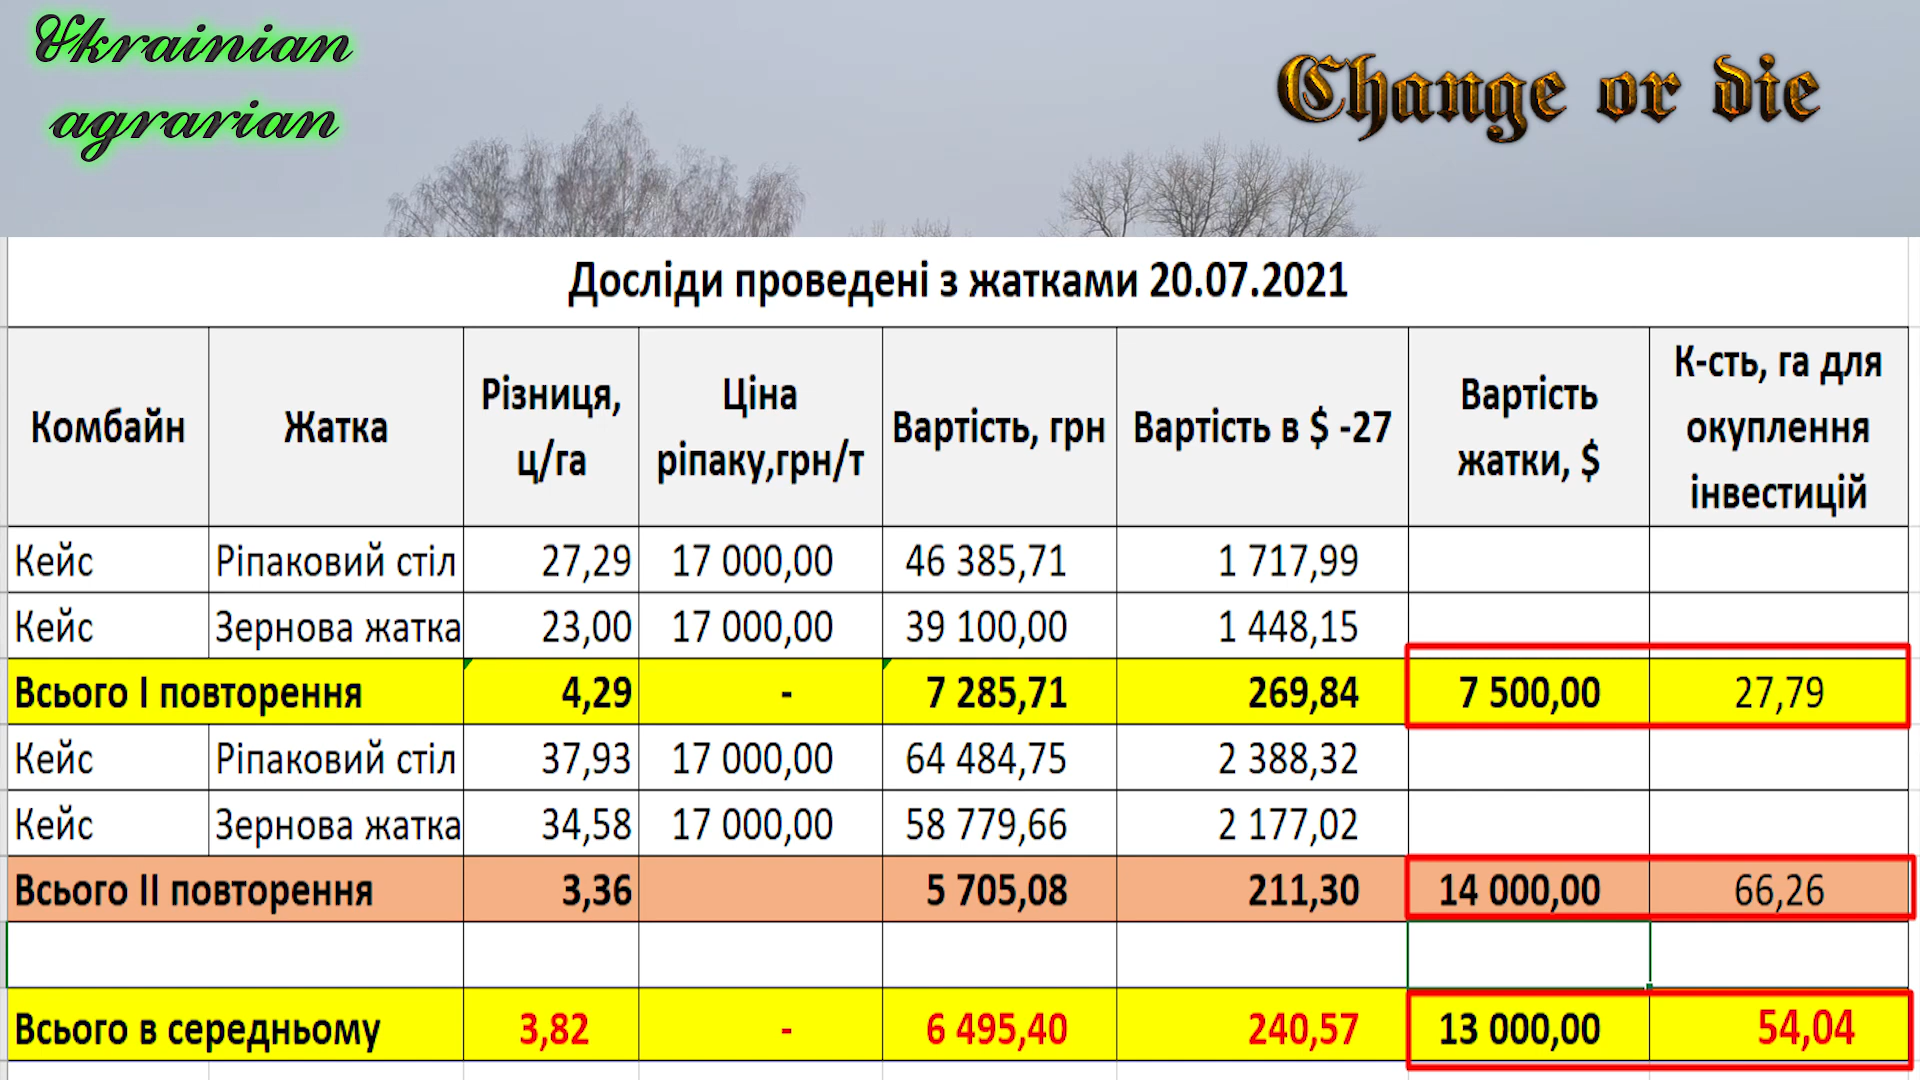 Ukrainian
agrarian
Change or die
Досліди проведені з жатками 20.07.2021
Комбайн Жатка Різниця, ц/га Ціна ріпаку,грн/т Вартість, грн Вартість в $ -27 Вартість жатки, $ К-сть, га для окуплення інвестицій
Кейс Ріпаковий стіл 27,29 17 000,00 46 385,71 1 717,99
Кейс Зернова жатка 23,00 17 000,00 39 100,00 1 448,15
Всього І повторення 4,29 - 7 285,71 269,84 7 500,00 27,79
Кейс Ріпаковий стіл 37,93 17 000,00 64 484,75 2 388,32
Кейс Зернова жатка 34,58 17 000,00 58 779,66 2 177,02
Всього ІІ повторення 3,36 5 705,08 211,30 14 000,00 66,26
Всього в середньому 3,82 - 6 495,40 240,57 13 000,00 54,04